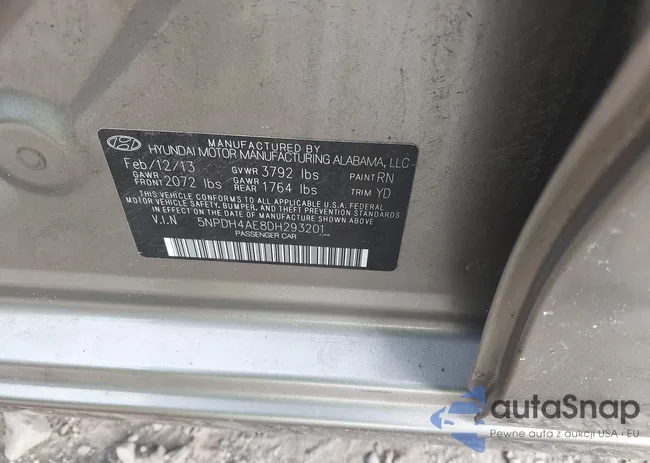 MANUFACTURED BY
HYUNDAI MOTOR MANUFACTURING ALABAMA, LLC
Feb/12/13 GVWR 3792 lbs PAINT RN
GAWR FRONT 2072 lbs GAWR REAR 1764 lbs TRIM YD
THIS VEHICLE CONFORMS TO ALL APPLICABLE U.S.A. FEDERAL
MOTOR VEHICLE SAFETY, BUMPER, AND THEFT PREVENTION STANDARDS
IN EFFECT ON THE DATE OF MANUFACTURE SHOWN ABOVE.
V.I.N 5NPDH4AE8DH293201
PASSENGER CAR
autaSnap
Pewne auta z aukcji USA i EU